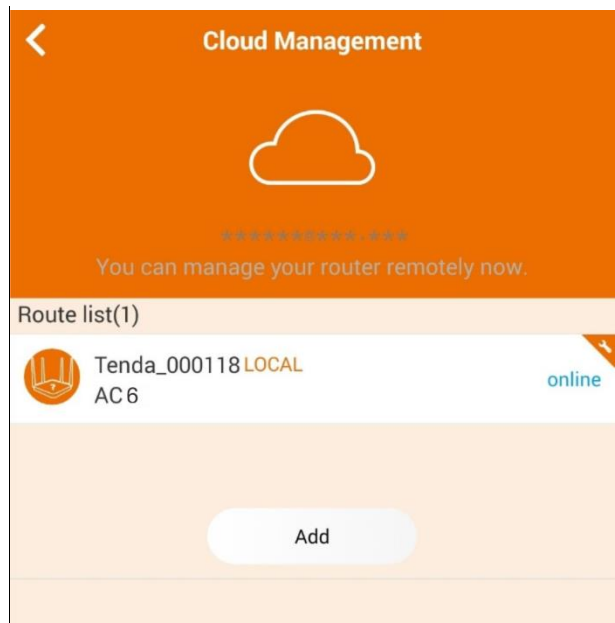 Cloud Management
**********.***
You can manage your router remotely now.
Route list(1)
Tenda_000118 LOCAL
AC6
online
Add